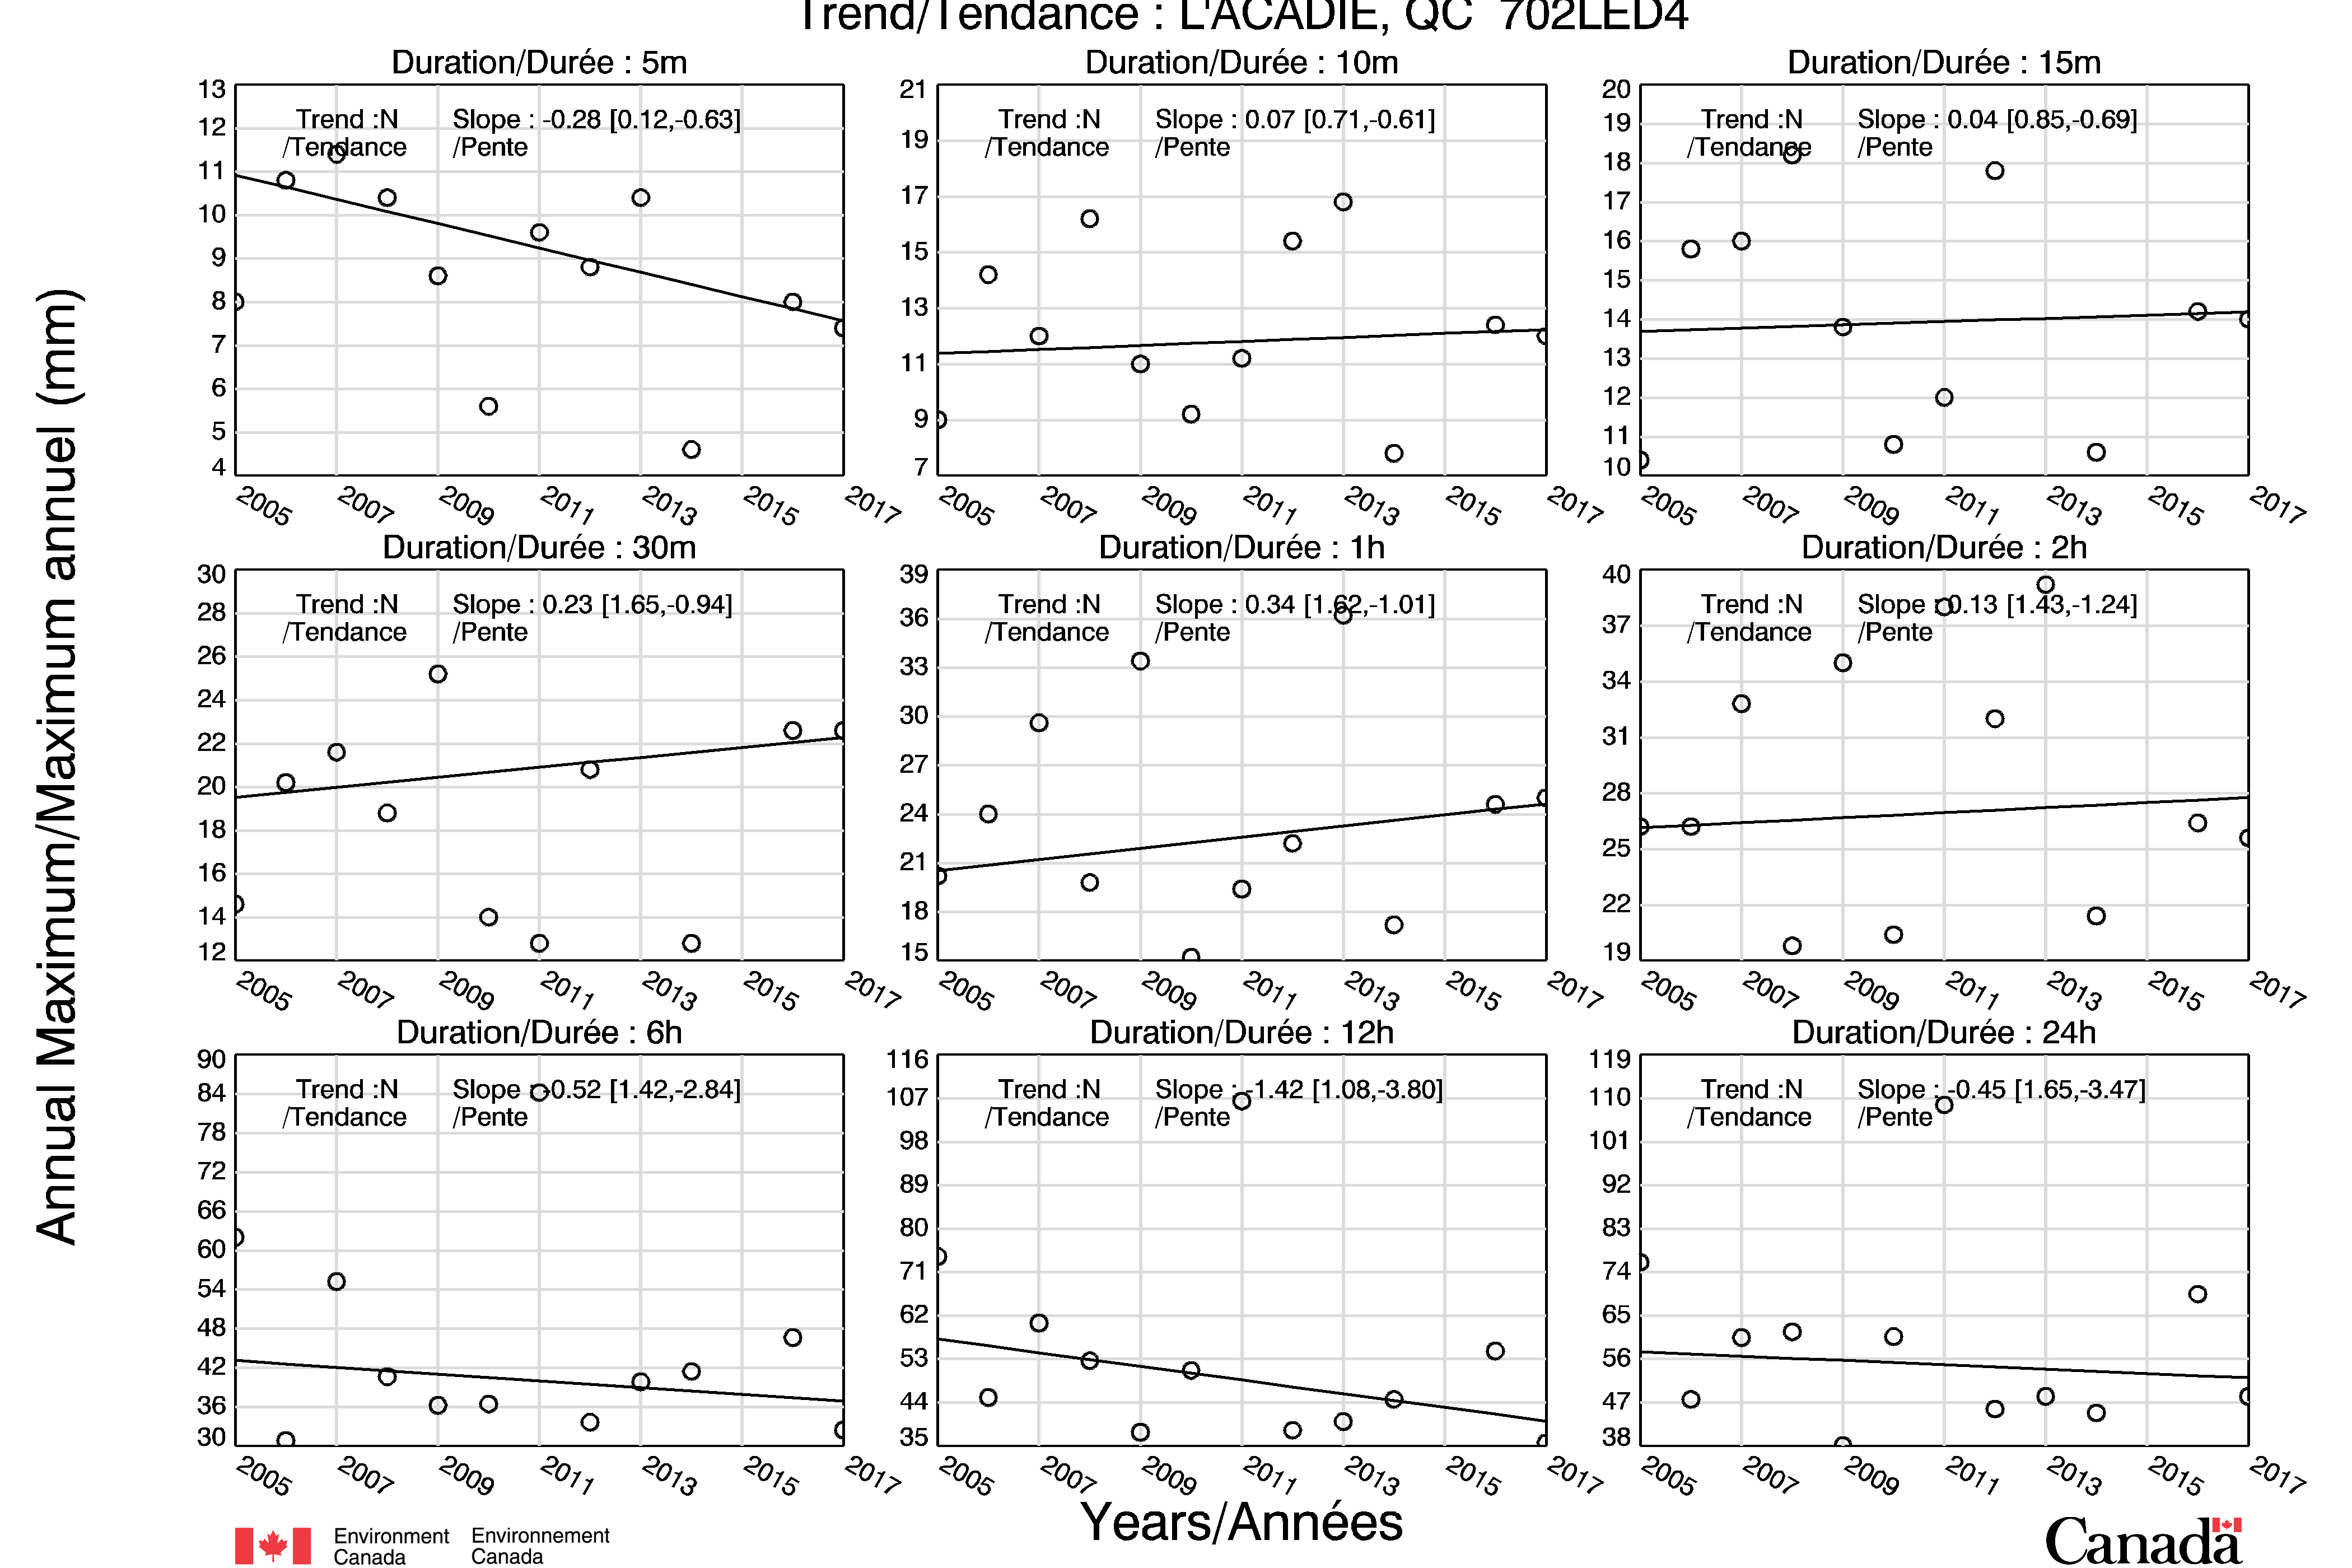 Trend/Tendance : L'ACADIE, QC 702LED4
Duration/Durée : 5m
13
12
11
10
9
8
7
6
5
4
Trend :N Slope : -0.28 [0.12,-0.63]
/Tendance /Pente
2005 2007 2009 2011 2013 2015 2017
Duration/Durée : 10m
21
19
17
15
13
11
9
7
Trend :N Slope : 0.07 [0.71,-0.61]
/Tendance /Pente
2005 2007 2009 2011 2013 2015 2017
Duration/Durée : 15m
20
19
18
17
16
15
14
13
12
11
10
Trend :N Slope : 0.04 [0.85,-0.69]
/Tendance /Pente
2005 2007 2009 2011 2013 2015 2017
Duration/Durée : 30m
30
28
26
24
22
20
18
16
14
12
Trend :N Slope : 0.23 [1.65,-0.94]
/Tendance /Pente
2005 2007 2009 2011 2013 2015 2017
Duration/Durée : 1h
39
36
33
30
27
24
21
18
15
Trend :N Slope : 0.34 [1.62,-1.01]
/Tendance /Pente
2005 2007 2009 2011 2013 2015 2017
Duration/Durée : 2h
40
37
34
31
28
25
22
19
Trend :N Slope : 0.13 [1.43,-1.24]
/Tendance /Pente
2005 2007 2009 2011 2013 2015 2017
Duration/Durée : 6h
90
84
78
72
66
60
54
48
42
36
30
Trend :N Slope : -0.52 [1.42,-2.84]
/Tendance /Pente
2005 2007 2009 2011 2013 2015 2017
Duration/Durée : 12h
116
107
98
89
80
71
62
53
44
35
Trend :N Slope : -1.42 [1.08,-3.80]
/Tendance /Pente
2005 2007 2009 2011 2013 2015 2017
Duration/Durée : 24h
119
110
101
92
83
74
65
56
47
38
Trend :N Slope : -0.45 [1.65,-3.47]
/Tendance /Pente
2005 2007 2009 2011 2013 2015 2017
Annual Maximum/Maximum annuel (mm)
Years/Années
Environment Environnement
Canada Canada
Canada